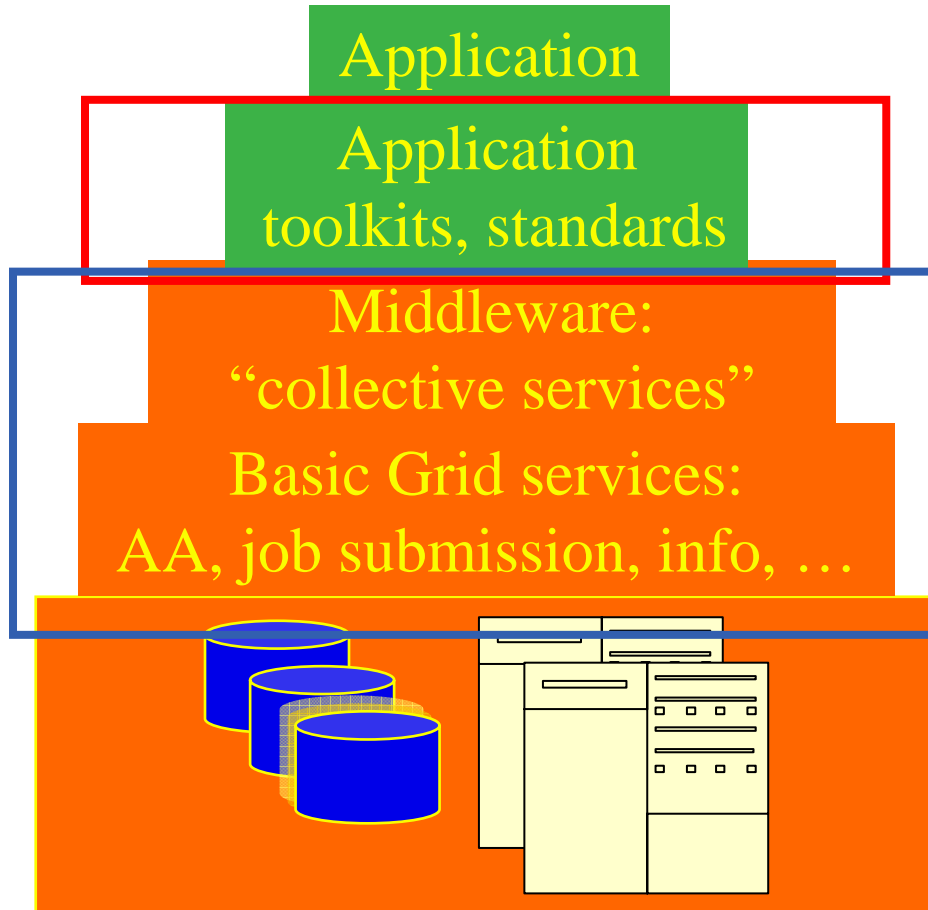 Application
Application
toolkits, standards
Middleware:
“collective services”
Basic Grid services:
AA, job submission, info, …